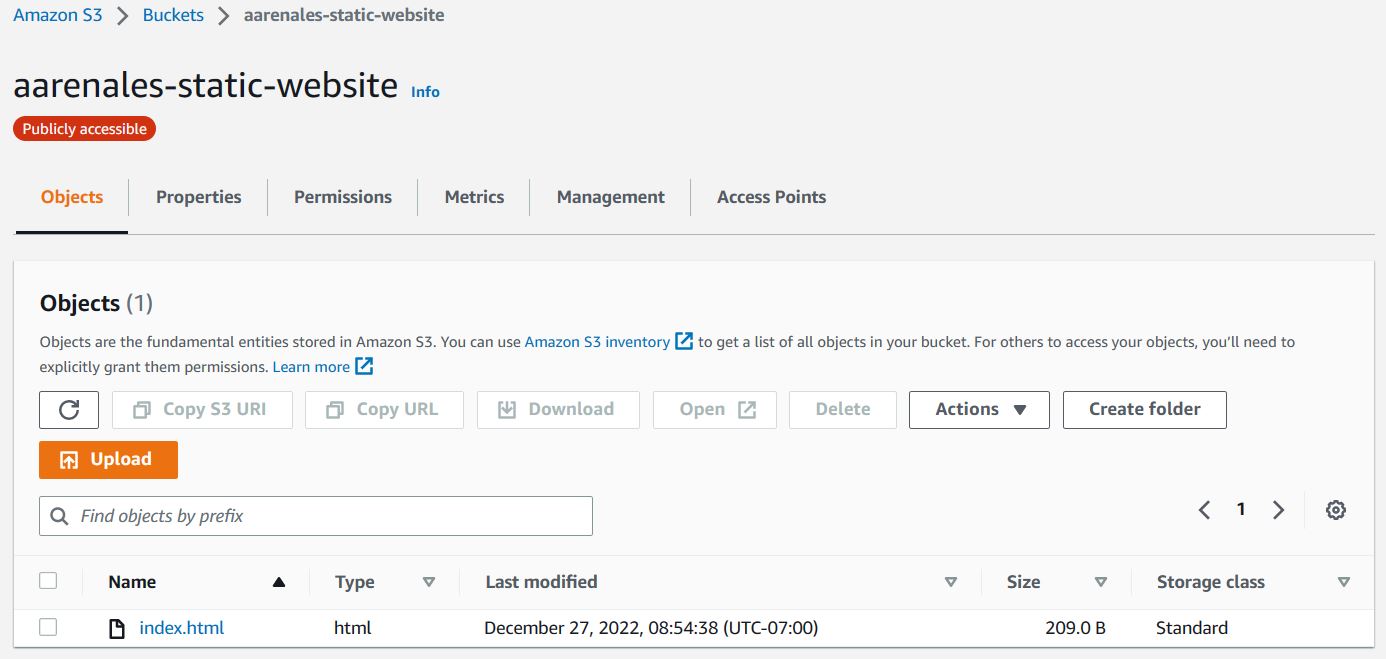 Amazon S3 > Buckets > aarenales-static-website
aarenales-static-website Info
Publicly accessible
Objects Properties Permissions Metrics Management Access Points
Objects (1)
Objects are the fundamental entities stored in Amazon S3. You can use Amazon S3 inventory to get a list of all objects in your bucket. For others to access your objects, you’ll need to
explicitly grant them permissions. Learn more
Copy S3 URI Copy URL Download Open Delete Actions Create folder
Upload
Find objects by prefix 1
Name Type Last modified Size Storage class
index.html html December 27, 2022, 08:54:38 (UTC-07:00) 209.0 B Standard